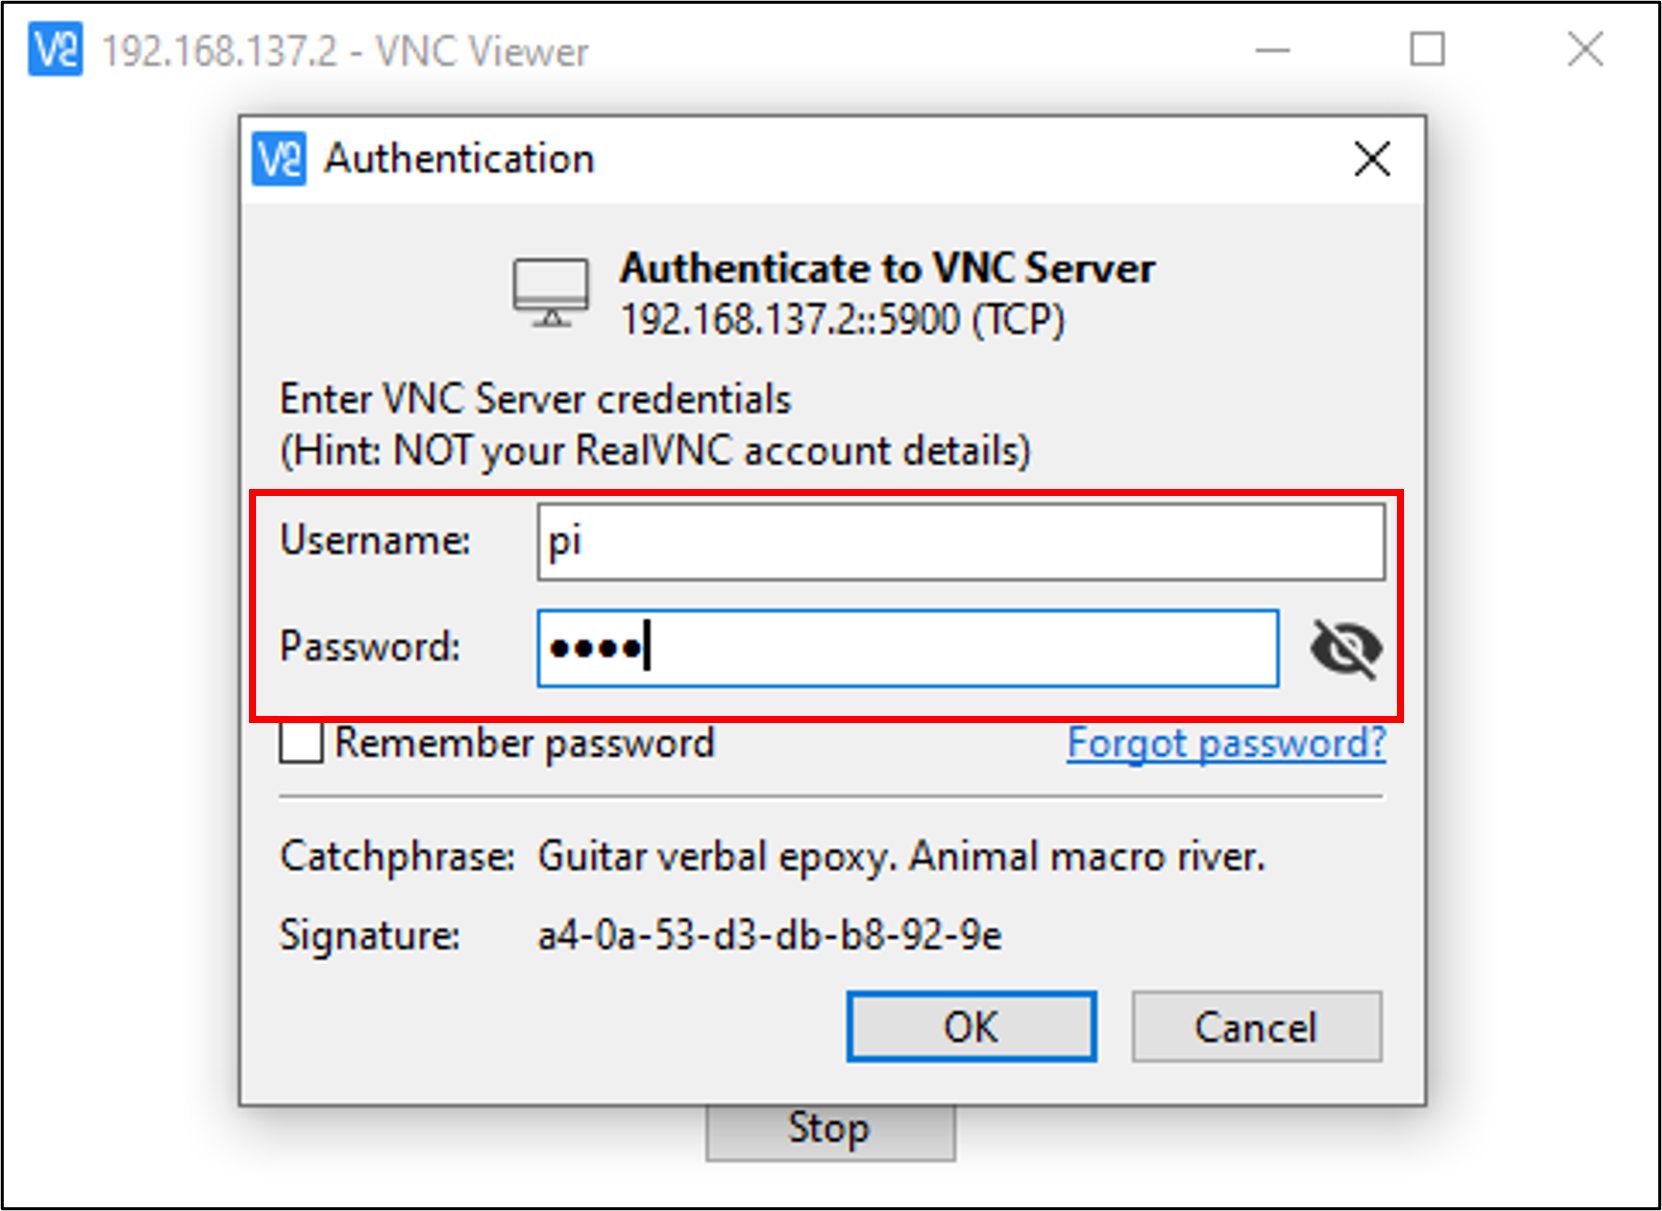 192.168.137.2 - VNC Viewer
Authentication
Authenticate to VNC Server
192.168.137.2::5900 (TCP)
Enter VNC Server credentials
(Hint: NOT your RealVNC account details)
Username: pi
Password: ••••
Remember password Forgot password?
Catchphrase: Guitar verbal epoxy. Animal macro river.
Signature: a4-0a-53-d3-db-b8-92-9e
OK Cancel
Stop